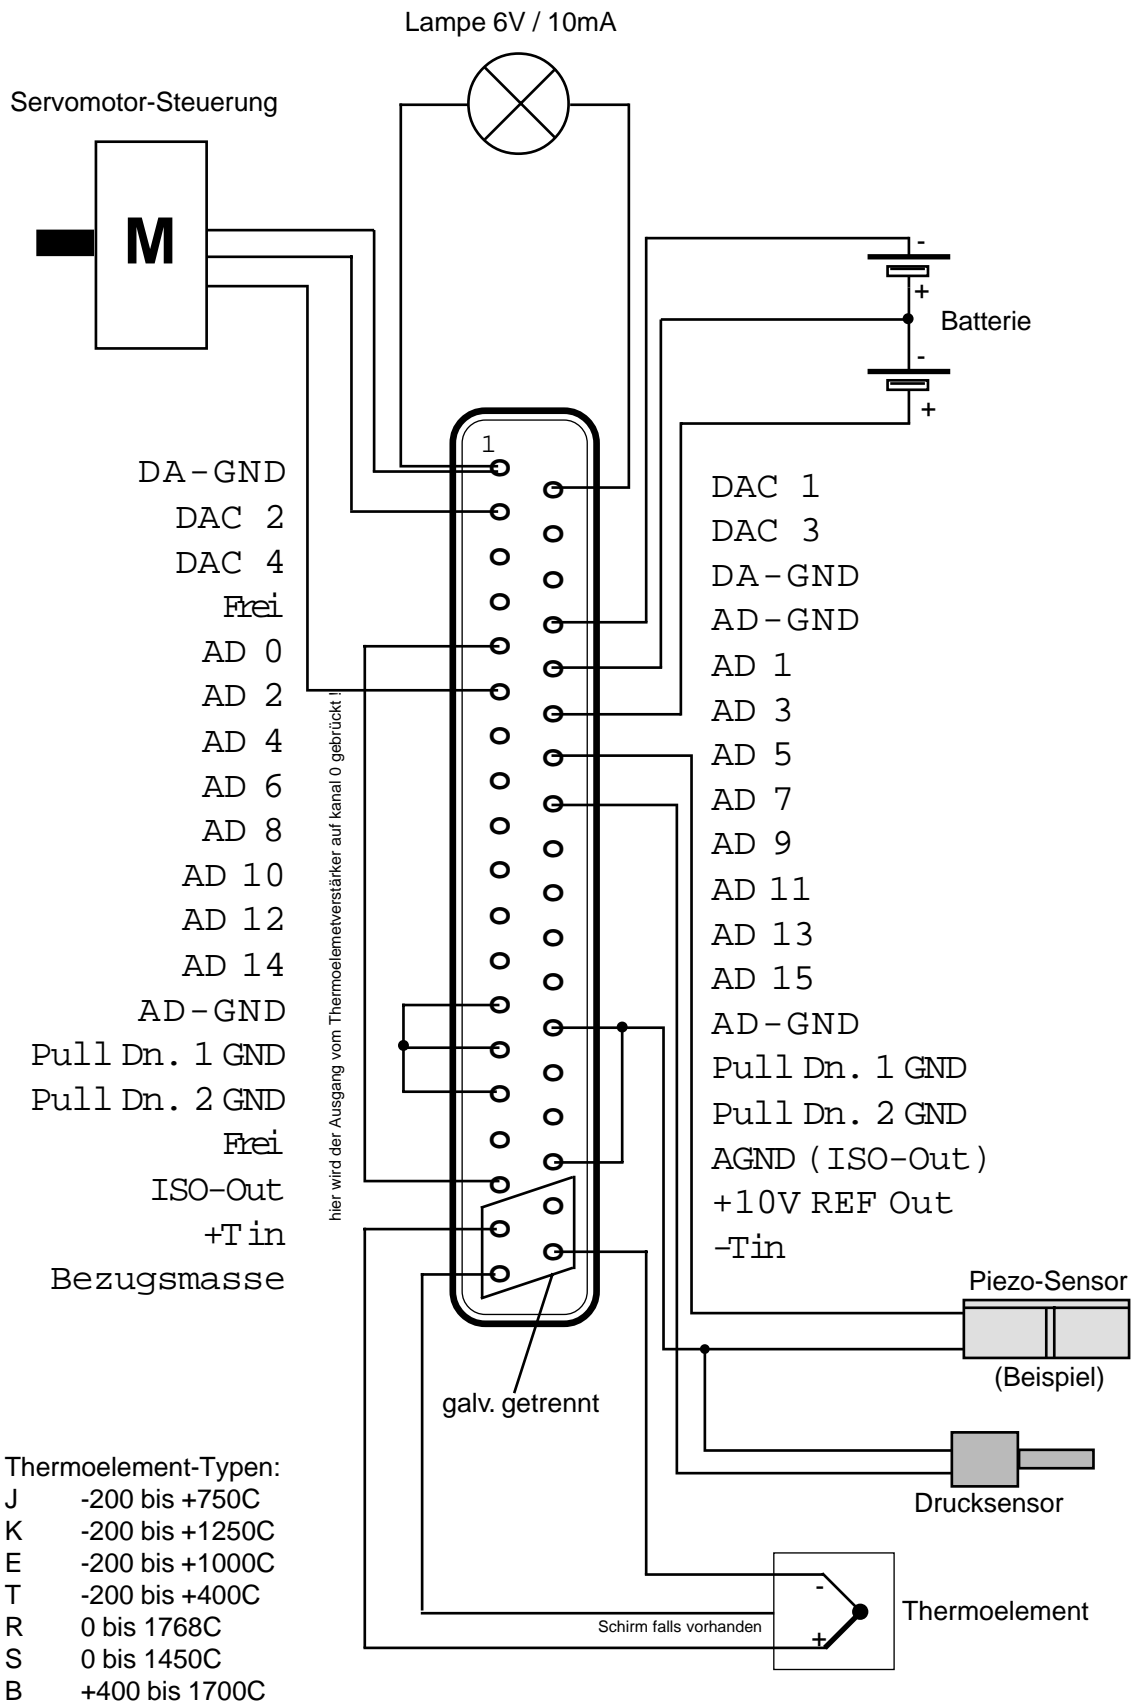 Lampe 6V / 10mA
Servomotor-Steuerung
M
-
+
Batterie
-
+
1
DA-GND
DAC 2
DAC 4
Frei
AD 0
AD 2
AD 4
AD 6
AD 8
AD 10
AD 12
AD 14
AD-GND
Pull Dn. 1 GND
Pull Dn. 2 GND
Frei
ISO-Out
+Tin
Bezugsmasse
hier wird der Ausgang vom Thermoelemetverstärker auf kanal 0 gebrückt !
DAC 1
DAC 3
DA-GND
AD-GND
AD 1
AD 3
AD 5
AD 7
AD 9
AD 11
AD 13
AD 15
AD-GND
Pull Dn. 1 GND
Pull Dn. 2 GND
AGND (ISO-Out)
+10V REF Out
-Tin
Piezo-Sensor
(Beispiel)
galv. getrennt
Drucksensor
Thermoelement-Typen:
J -200 bis +750C
K -200 bis +1250C
E -200 bis +1000C
T -200 bis +400C
R 0 bis 1768C
S 0 bis 1450C
B +400 bis 1700C
-
Schirm falls vorhanden
+
Thermoelement